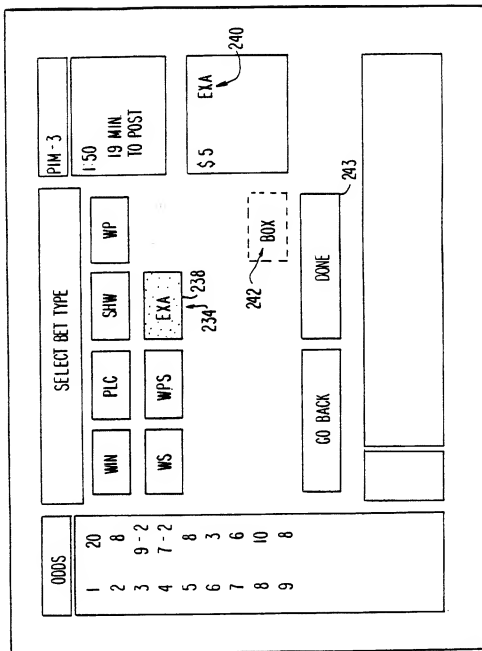 ODDS
1 20
2 8
3 9-2
4 7-2
5 8
6 3
7 6
8 10
9 8
SELECT BET TYPE
WIN PLC SHW WP
WS WPS EXA
238
234
BOX
242
GO BACK DONE
243
PIM-3
1:50
19 MIN.
TO POST
$5 EXA
240